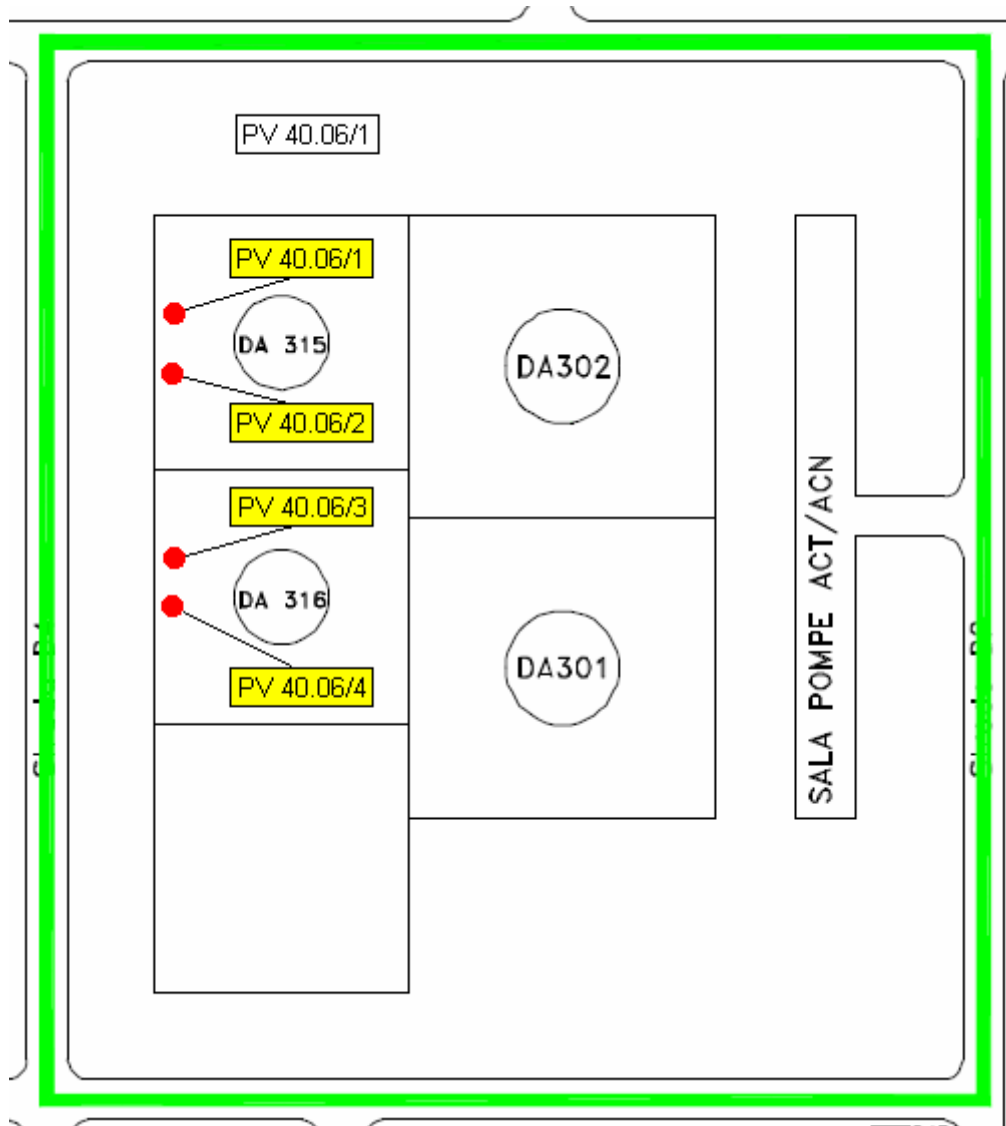 PV 40.06/1
PV 40.06/1
DA 315
DA302
PV 40.06/2
PV 40.06/3
DA 316
DA301
PV 40.06/4
SALA POMPE ACT/ACN